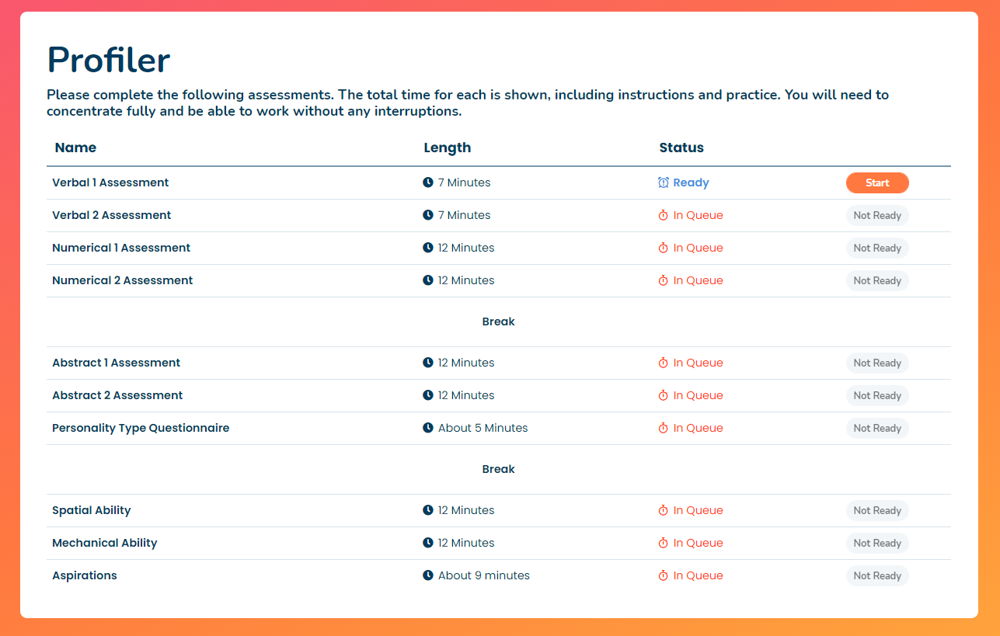 Profiler
Please complete the following assessments. The total time for each is shown, including instructions and practice. You will need to
concentrate fully and be able to work without any interruptions.
Name Length Status
Verbal 1 Assessment 7 Minutes Ready Start
Verbal 2 Assessment 7 Minutes In Queue Not Ready
Numerical 1 Assessment 12 Minutes In Queue Not Ready
Numerical 2 Assessment 12 Minutes In Queue Not Ready
Break
Abstract 1 Assessment 12 Minutes In Queue Not Ready
Abstract 2 Assessment 12 Minutes In Queue Not Ready
Personality Type Questionnaire About 5 Minutes In Queue Not Ready
Break
Spatial Ability 12 Minutes In Queue Not Ready
Mechanical Ability 12 Minutes In Queue Not Ready
Aspirations About 9 minutes In Queue Not Ready